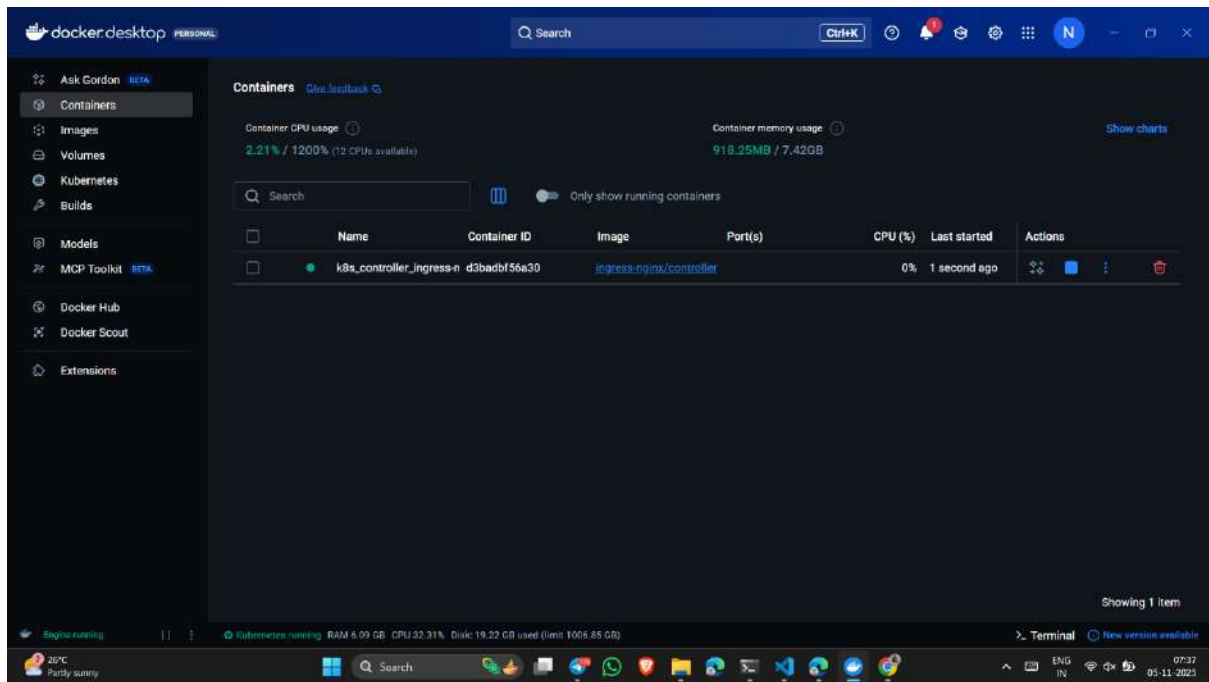 docker.desktop PERSONAL
Search
Ctrl+K
1
N
Ask Gordon BETA
Containers
Images
Volumes
Kubernetes
Builds
Models
MCP Toolkit BETA
Docker Hub
Docker Scout
Extensions
Containers Give feedback
Container CPU usage
2.21% / 1200% (12 CPUs available)
Container memory usage
918.25MB / 7.42GB
Show charts
Search
Only show running containers
Name Container ID Image Port(s) CPU (%) Last started Actions
k8s_controller_ingress-n d3badbf56a30 ingress-nginx/controller 0% 1 second ago
Showing 1 item
Engine running Kubernetes running RAM 6.09 GB CPU 32.31% Disk: 19.22 GB used (limit 1006.85 GB) Terminal New version available
26°C
Partly sunny
Search
ENG
IN
07:37
05-11-2025